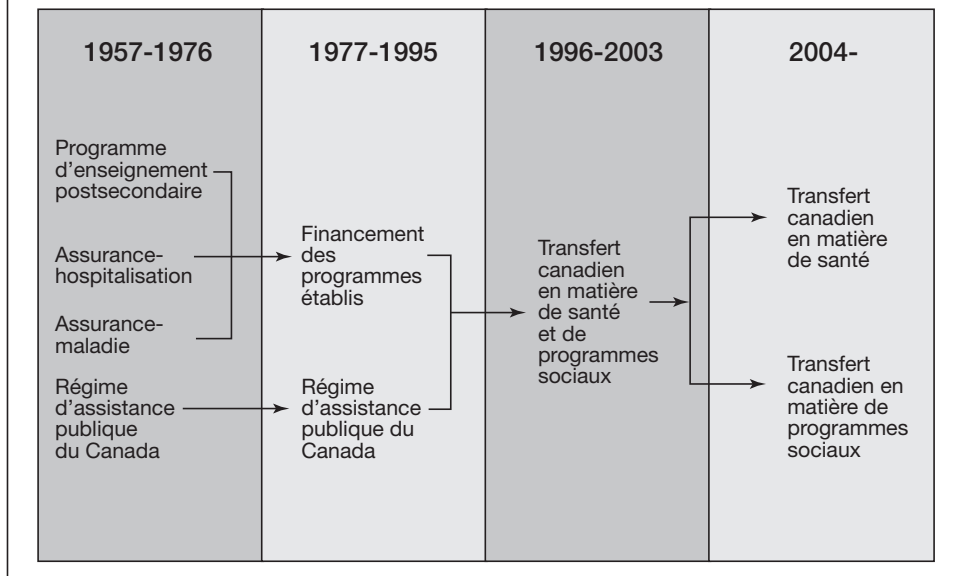 1957-1976
1977-1995
1996-2003
2004-
Programme
d'enseignement
postsecondaire
Assurance-
hospitalisation
Assurance-
maladie
Régime
d'assistance
publique
du Canada
Financement
des
programmes
établis
Régime
d'assistance
publique du
Canada
Transfert
canadien
en matière
de santé
et de
programmes
sociaux
Transfert
canadien
en matière
de santé
Transfert
canadien en
matière de
programmes
sociaux